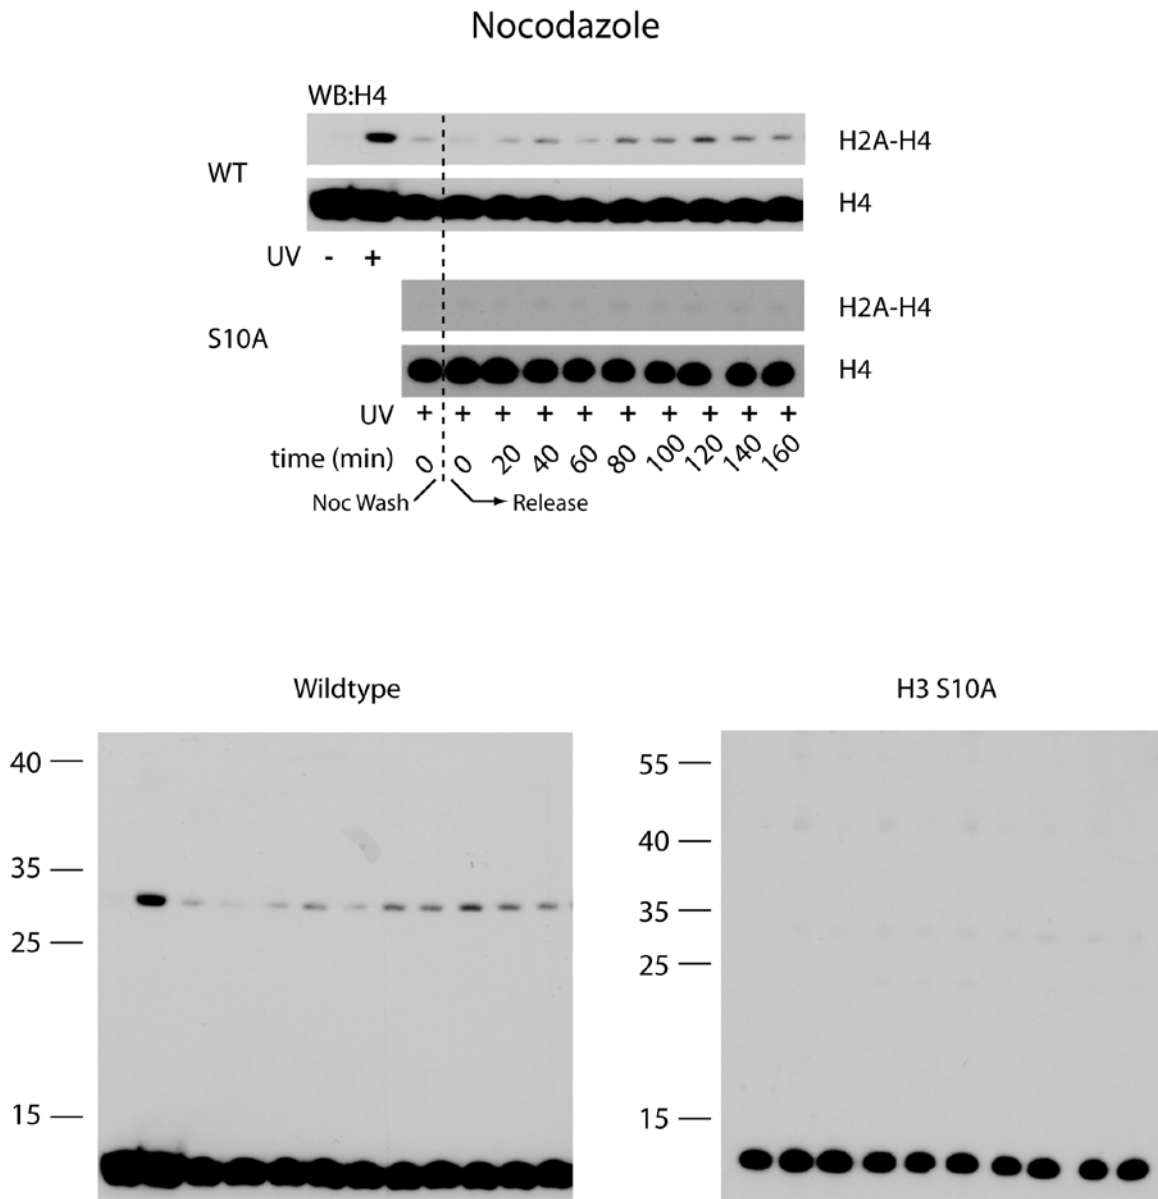 Nocodazole
WB:H4
H2A-H4
WT
H4
UV - +
H2A-H4
S10A
H4
UV + + + + + + + + + +
time (min) 0 0 20 40 60 80 100 120 140 160
Noc Wash Release
Wildtype
H3 S10A
40
35
25
15
55
40
35
25
15